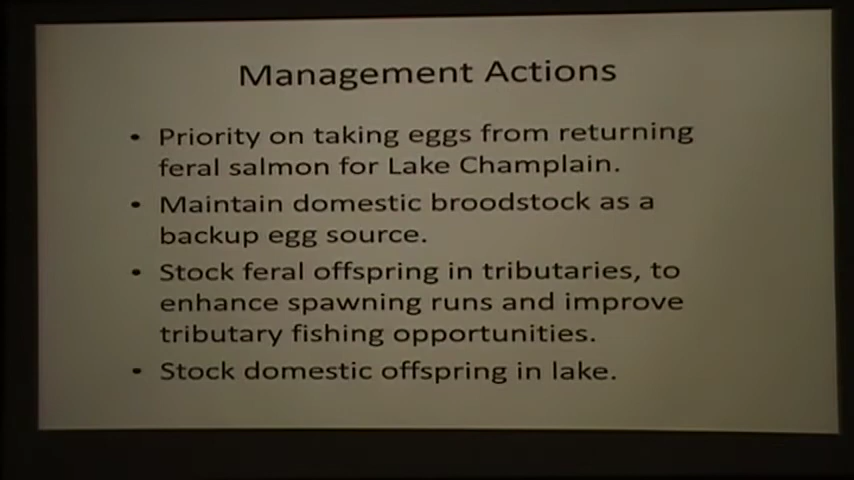 Management Actions
• Priority on taking eggs from returning
feral salmon for Lake Champlain.
• Maintain domestic broodstock as a
backup egg source.
• Stock feral offspring in tributaries, to
enhance spawning runs and improve
tributary fishing opportunities.
• Stock domestic offspring in lake.